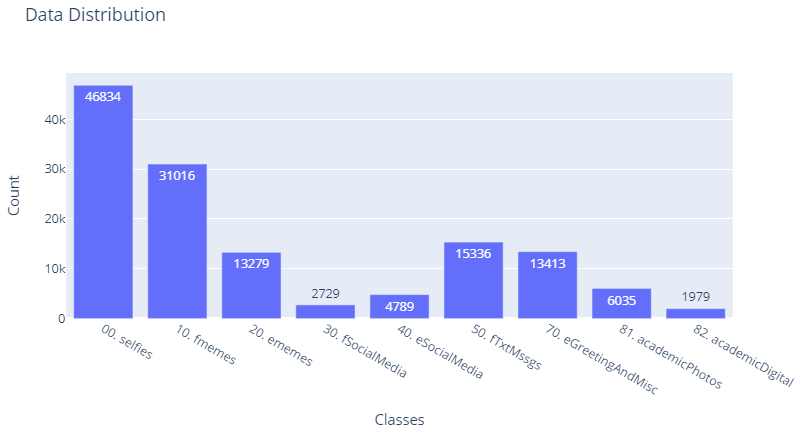 Data Distribution
Count
40k
30k
20k
10k
0
46834
31016
13279
2729
4789
15336
13413
6035
1979
00. selfies
10. fmemes
20. ememes
30. fSocialMedia
40. eSocialMedia
50. fTxtMssgs
70. eGreetingAndMisc
81. academicPhotos
82. academicDigital
Classes